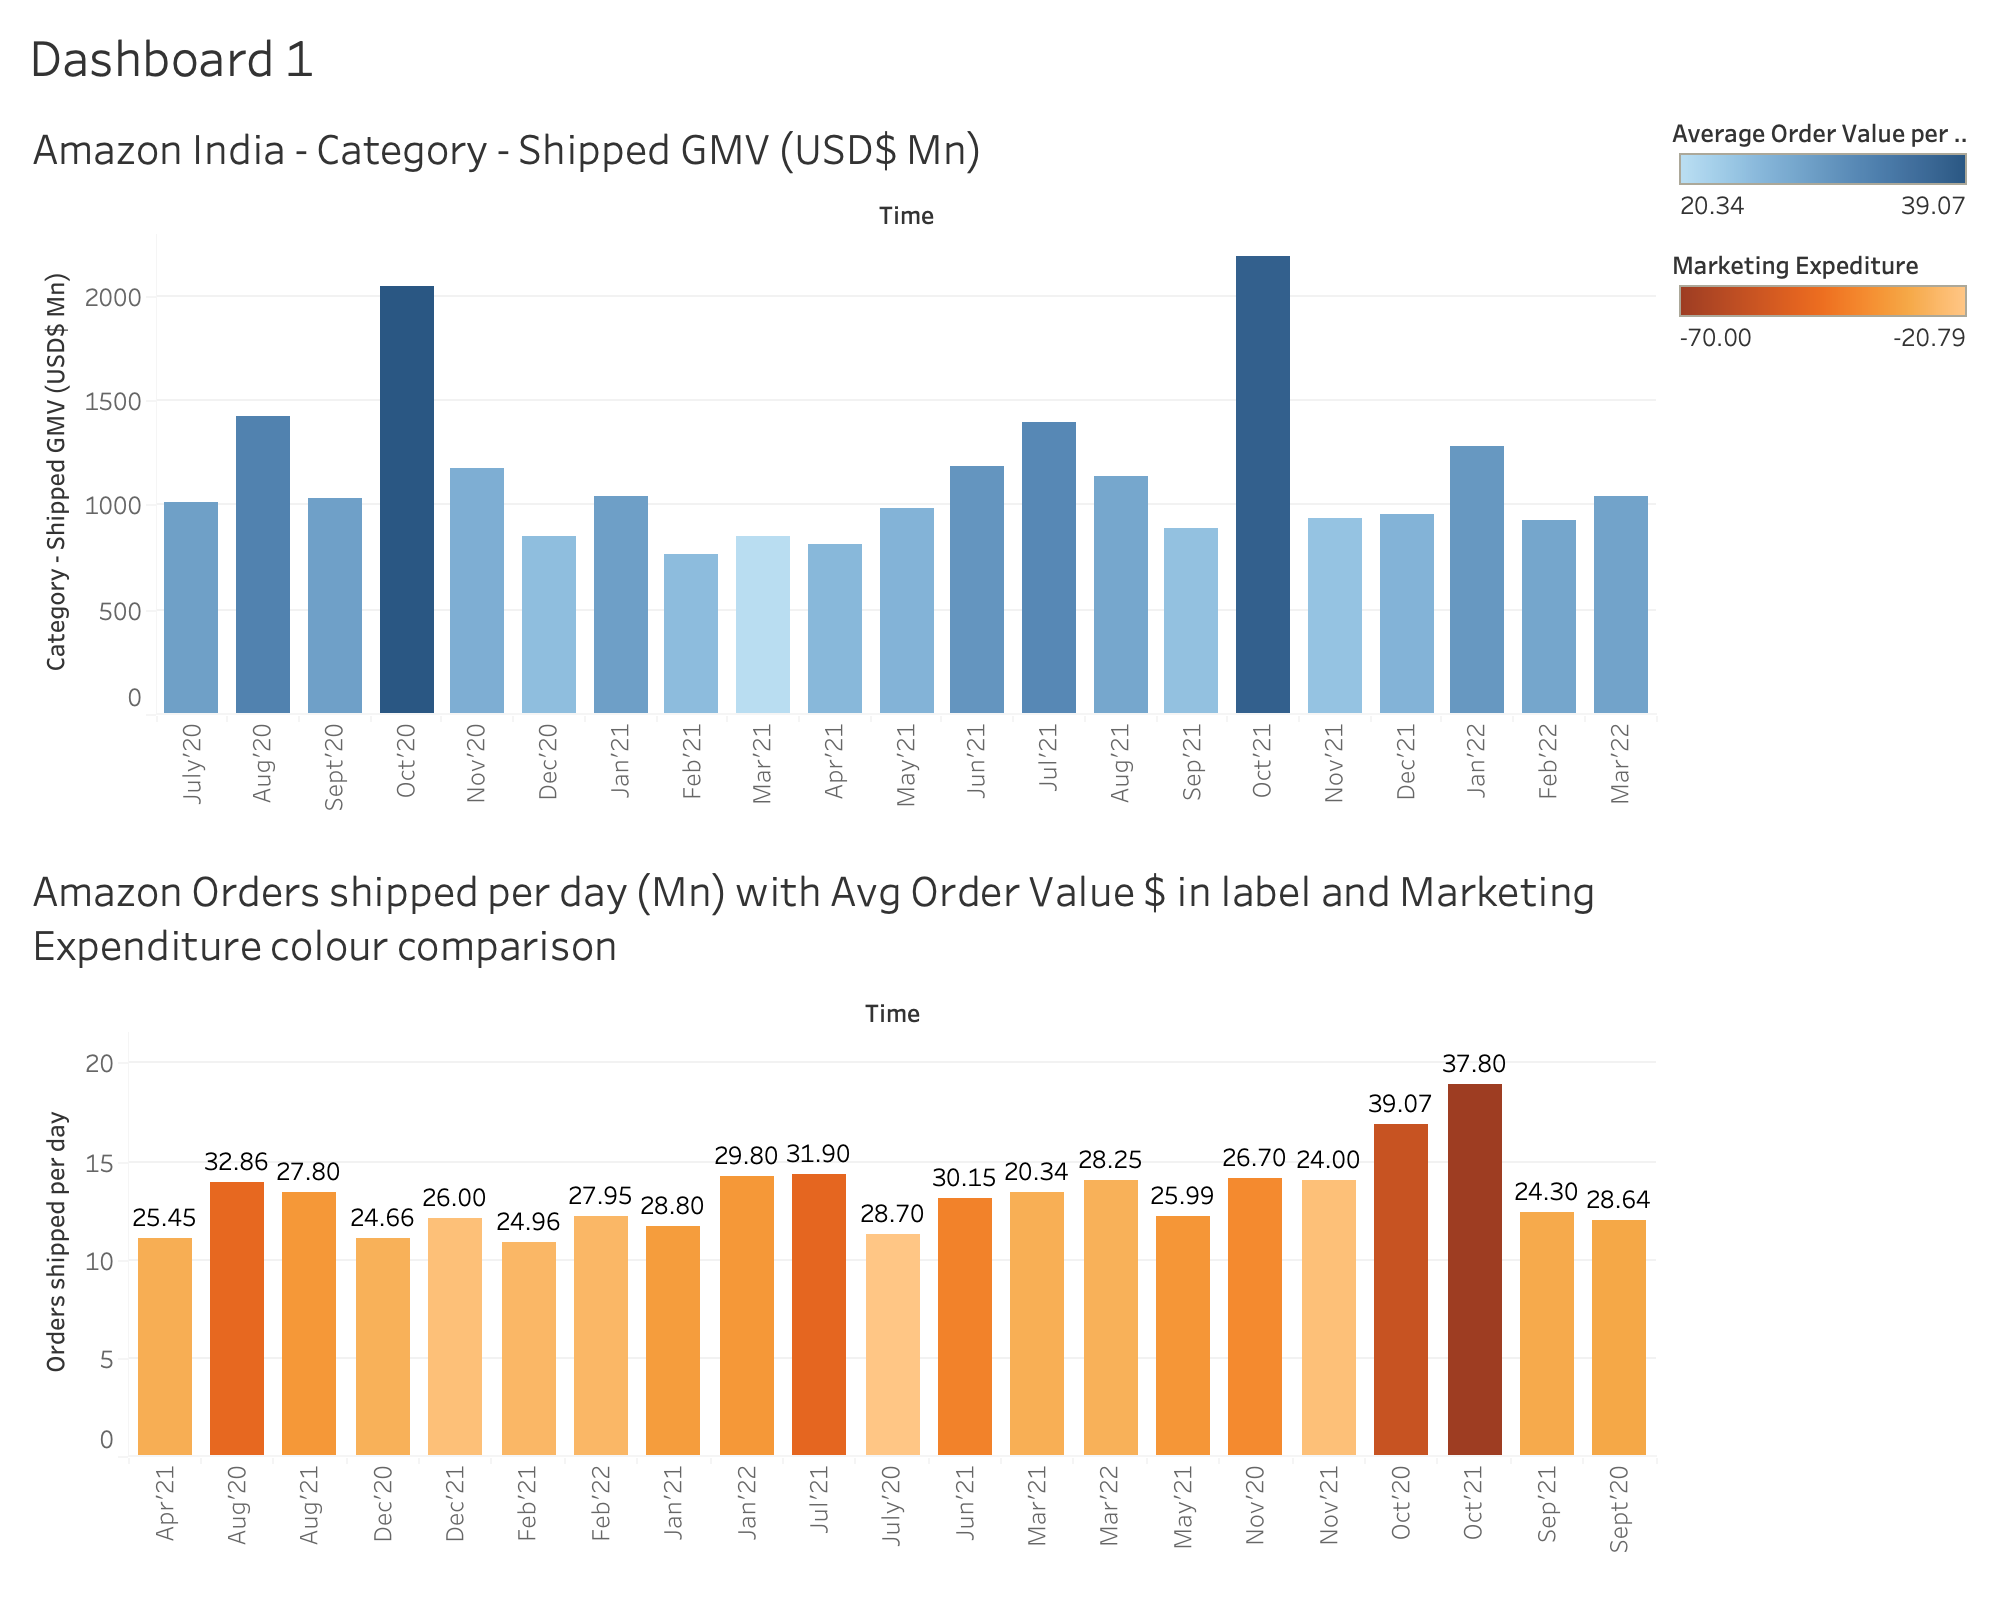 Dashboard 1
Amazon India - Category - Shipped GMV (USD$ Mn)
Average Order Value per ..
20.34 39.07
Marketing Expediture
-70.00 -20.79
Time
Category - Shipped GMV (USD$ Mn)
2000
1500
1000
500
0
July'20 Aug'20 Sept'20 Oct'20 Nov'20 Dec'20 Jan'21 Feb'21 Mar'21 Apr'21 May'21 Jun'21 Jul'21 Aug'21 Sep'21 Oct'21 Nov'21 Dec'21 Jan'22 Feb'22 Mar'22
Amazon Orders shipped per day (Mn) with Avg Order Value $ in label and Marketing
Expenditure colour comparison
Time
Orders shipped per day
20
15
10
5
0
25.45 32.86 27.80 24.66 26.00 24.96 27.95 28.80 29.80 31.90 28.70 30.15 20.34 28.25 25.99 26.70 24.00 39.07 37.80 24.30 28.64
Apr'21 Aug'20 Aug'21 Dec'20 Dec'21 Feb'21 Feb'22 Jan'21 Jan'22 Jul'21 July'20 Jun'21 Mar'21 Mar'22 May'21 Nov'20 Nov'21 Oct'20 Oct'21 Sep'21 Sept'20